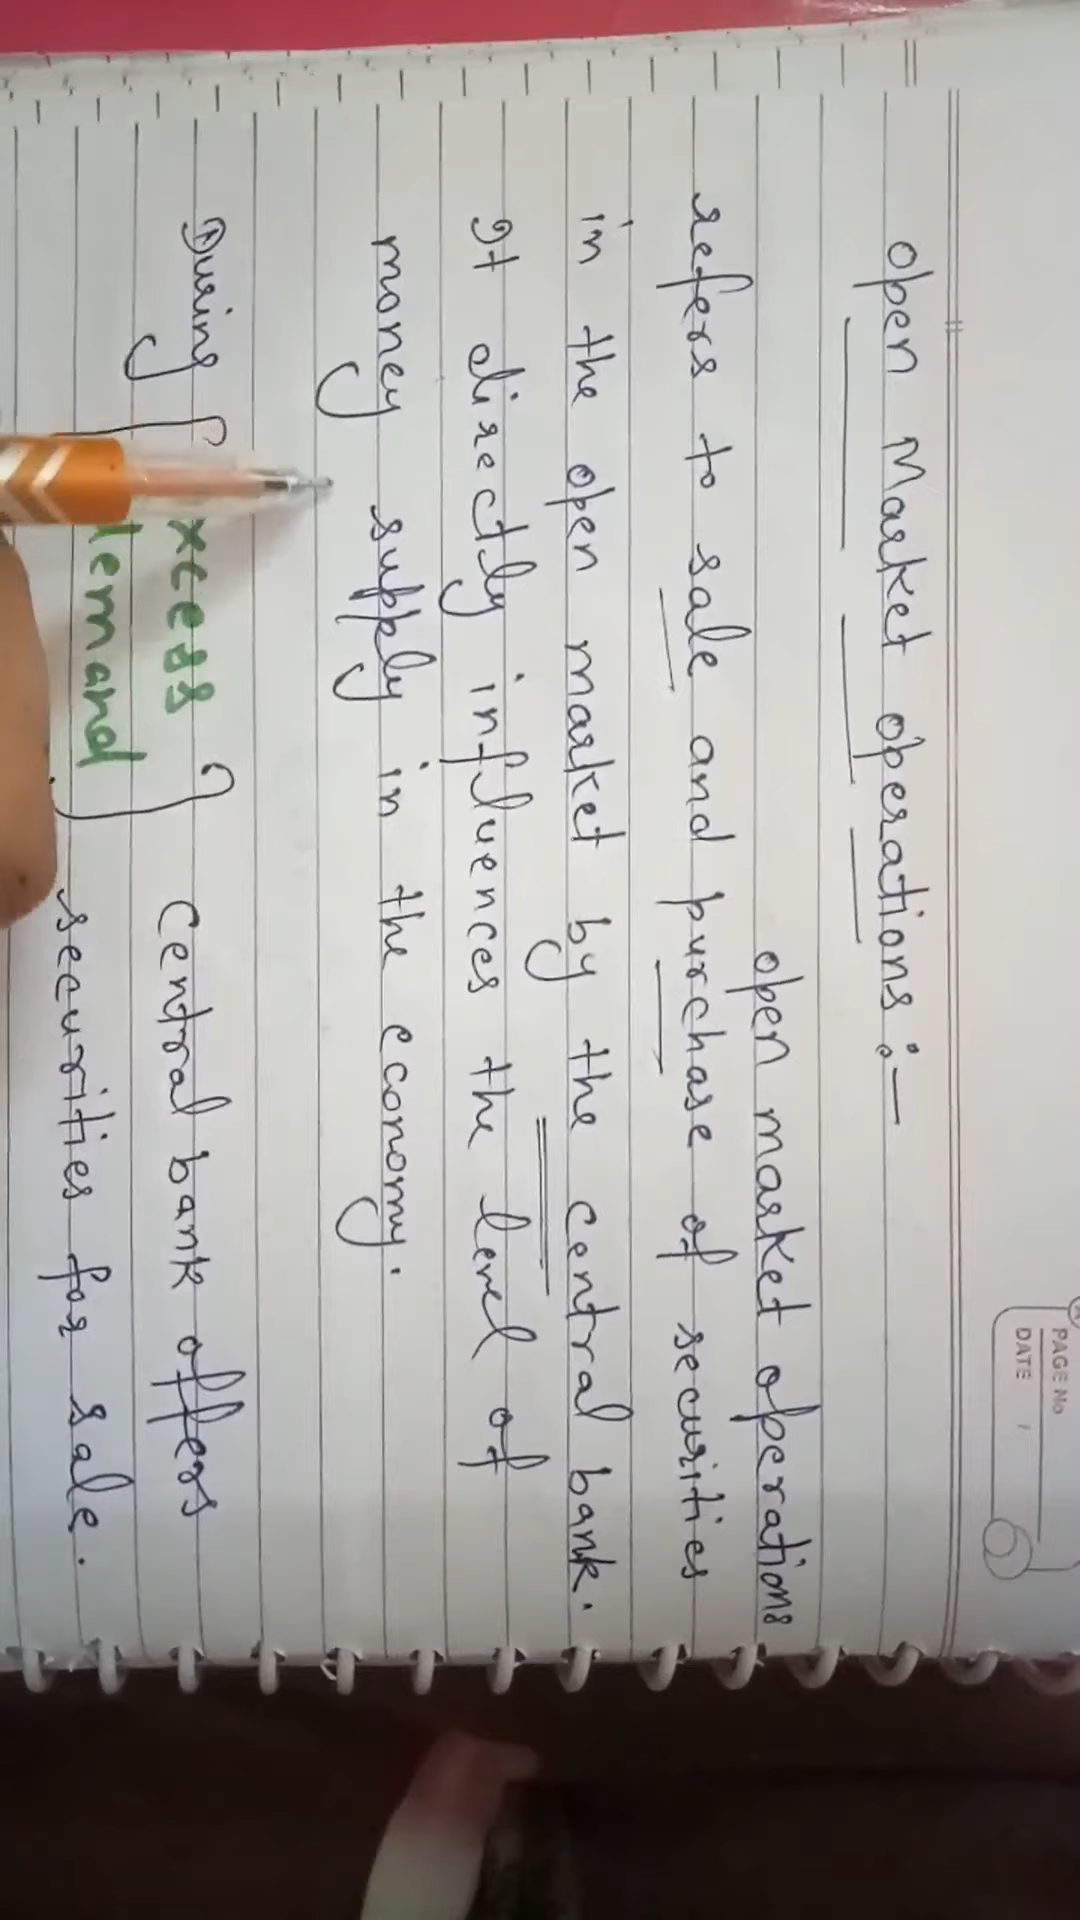 PAGE No
DATE
open Market operations :-
open market operations
refers to sale and purchase of securities
in the open market by the central bank.
It directly influences the level of
money supply in the economy.
During xcess central bank offers
emand securities for sale.